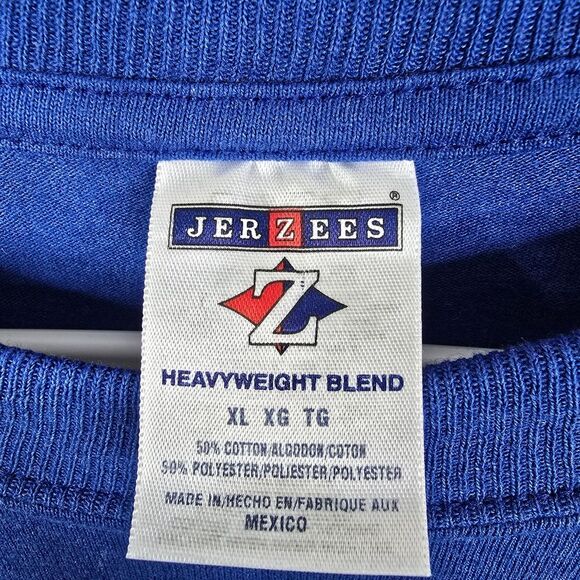 ®
JERZEES
Z
HEAVYWEIGHT BLEND
XL XG TG
50% COTTON/ALGODON/COTON
50% POLYESTER/POLIESTER/POLYESTER
MADE IN/HECHO EN/FABRIQUE AUX
MEXICO